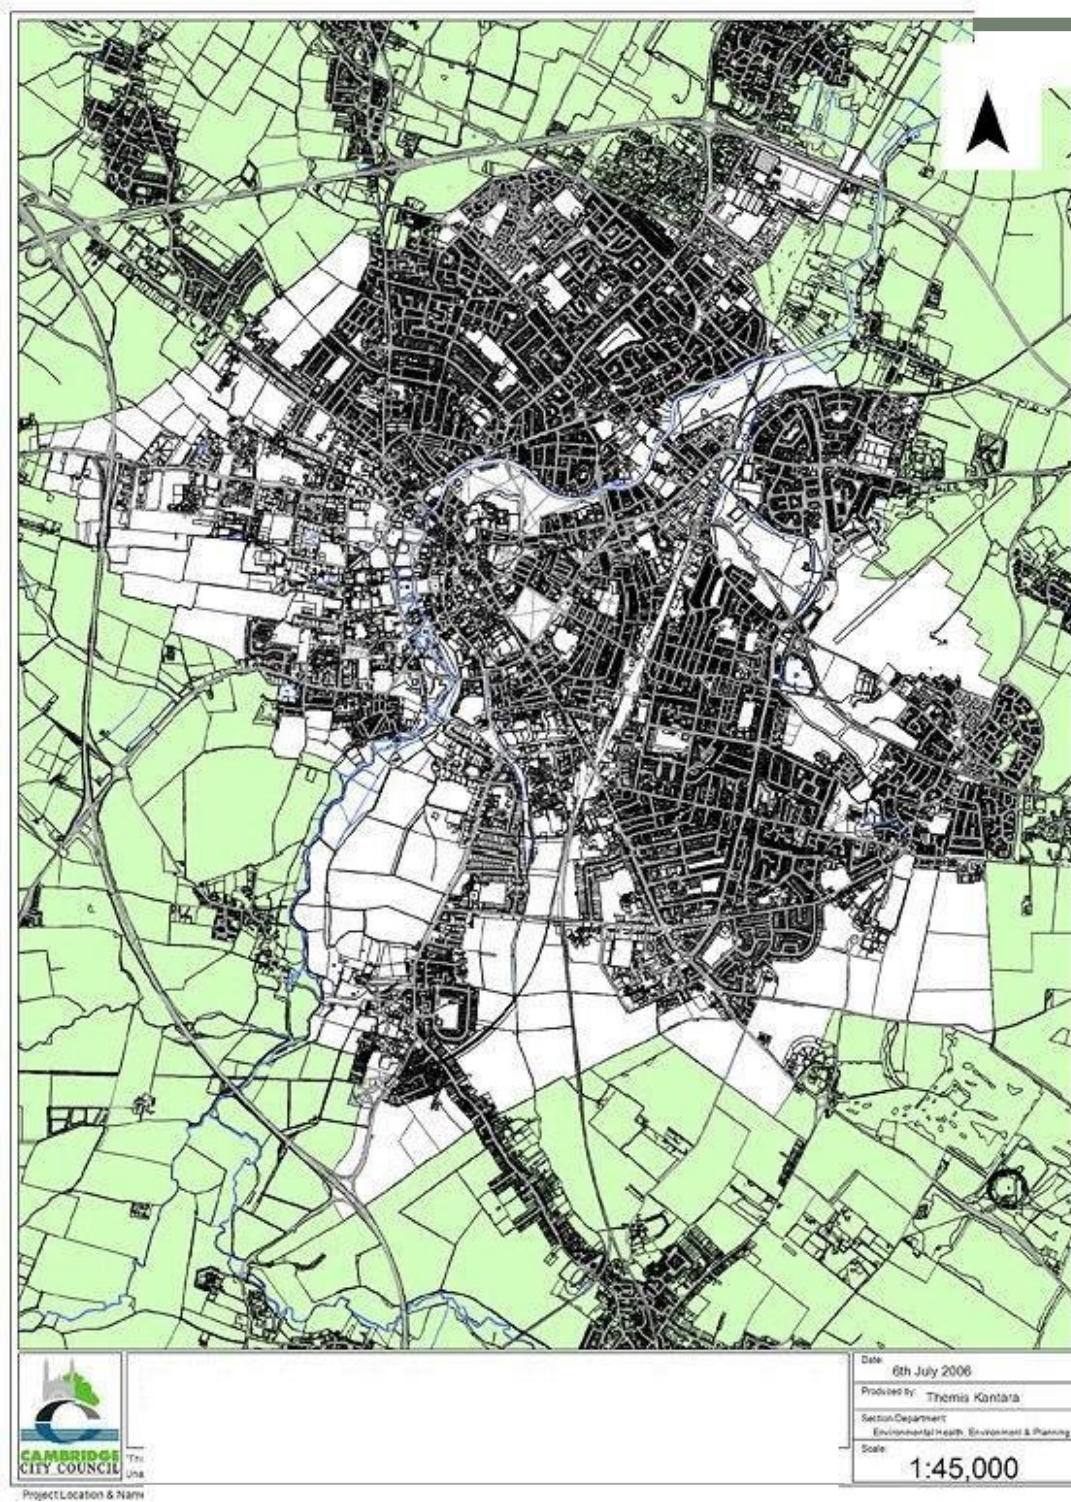 Date:
6th July 2006
Produced by: Themis Kantara
Section Department:
Environmental Health, Environment & Planning
Scale:
1:45,000
CAMBRIDGE
CITY COUNCIL
Project Location & Name